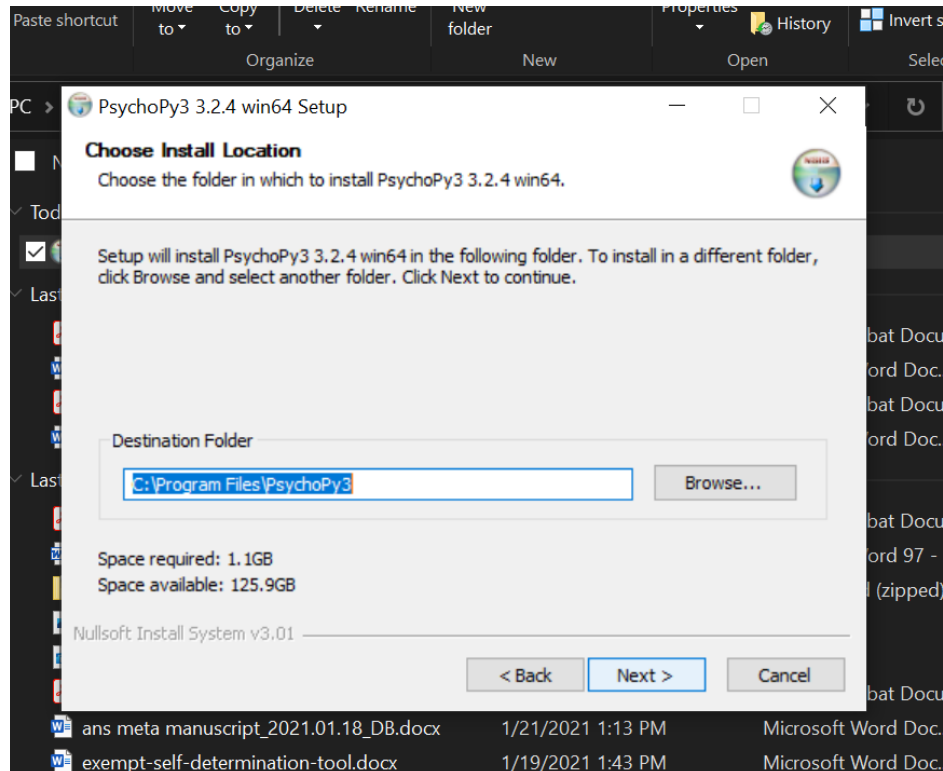 Paste shortcut
Move to
Copy to
Delete
Rename
New folder
Properties
History
Invert s
Organize
New
Open
Selec
PC >
PsychoPy3 3.2.4 win64 Setup
Choose Install Location
Choose the folder in which to install PsychoPy3 3.2.4 win64.
Tod
Setup will install PsychoPy3 3.2.4 win64 in the following folder. To install in a different folder,
click Browse and select another folder. Click Next to continue.
Last
bat Docu
ord Doc.
bat Docu
ord Doc.
Destination Folder
Last
C:\Program Files\PsychoPy3
Browse...
bat Docu
Space required: 1.1GB
ord 97 -
Space available: 125.9GB
(zipped)
Nullsoft Install System v3.01
< Back
Next >
Cancel
bat Docu
ans meta manuscript_2021.01.18_DB.docx 1/21/2021 1:13 PM Microsoft Word Doc.
exempt-self-determination-tool.docx 1/19/2021 1:43 PM Microsoft Word Doc.